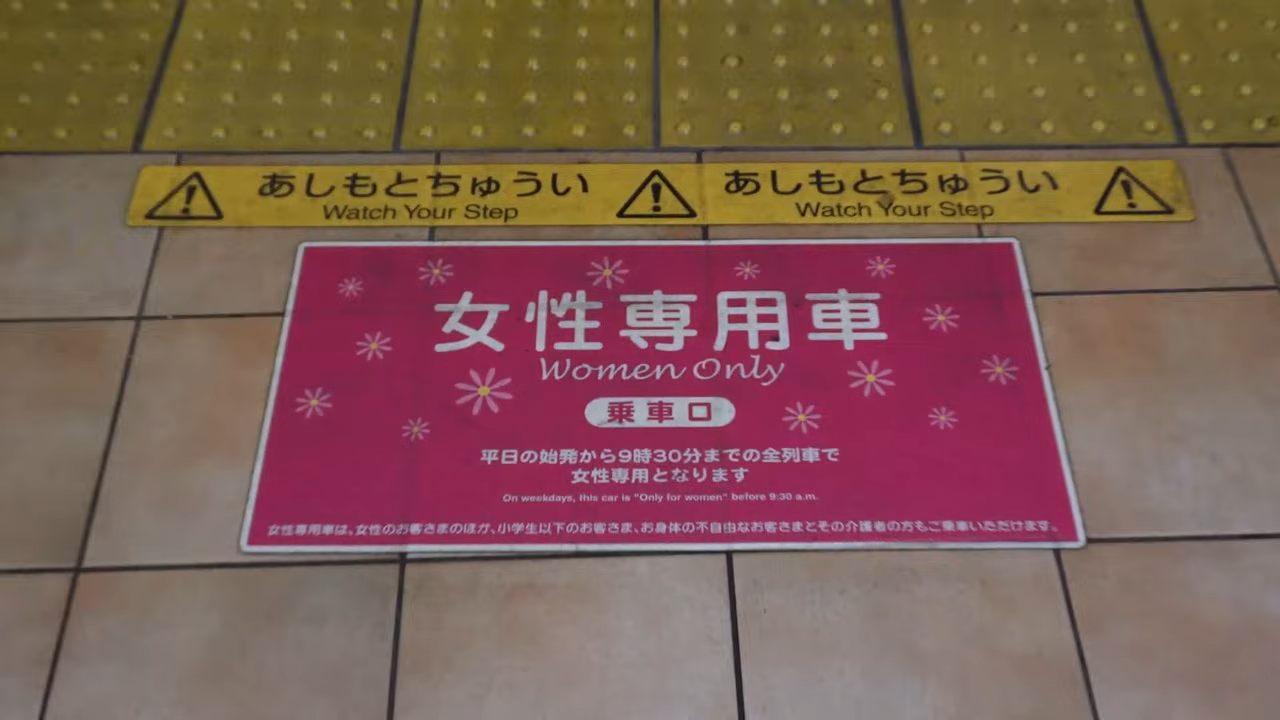 あしもとちゅうい あしもとちゅうい
Watch Your Step Watch Your Step
女性専用車
Women Only
乗車口
平日の始発から9時30分までの全列車で
女性専用となります
On weekdays, this car is "Only for women" before 9:30 a.m.
女性専用車は、女性のお客さまのほか、小学生以下のお客さま、お身体の不自由なお客さまとその介護者の方もご乗車いただけます。